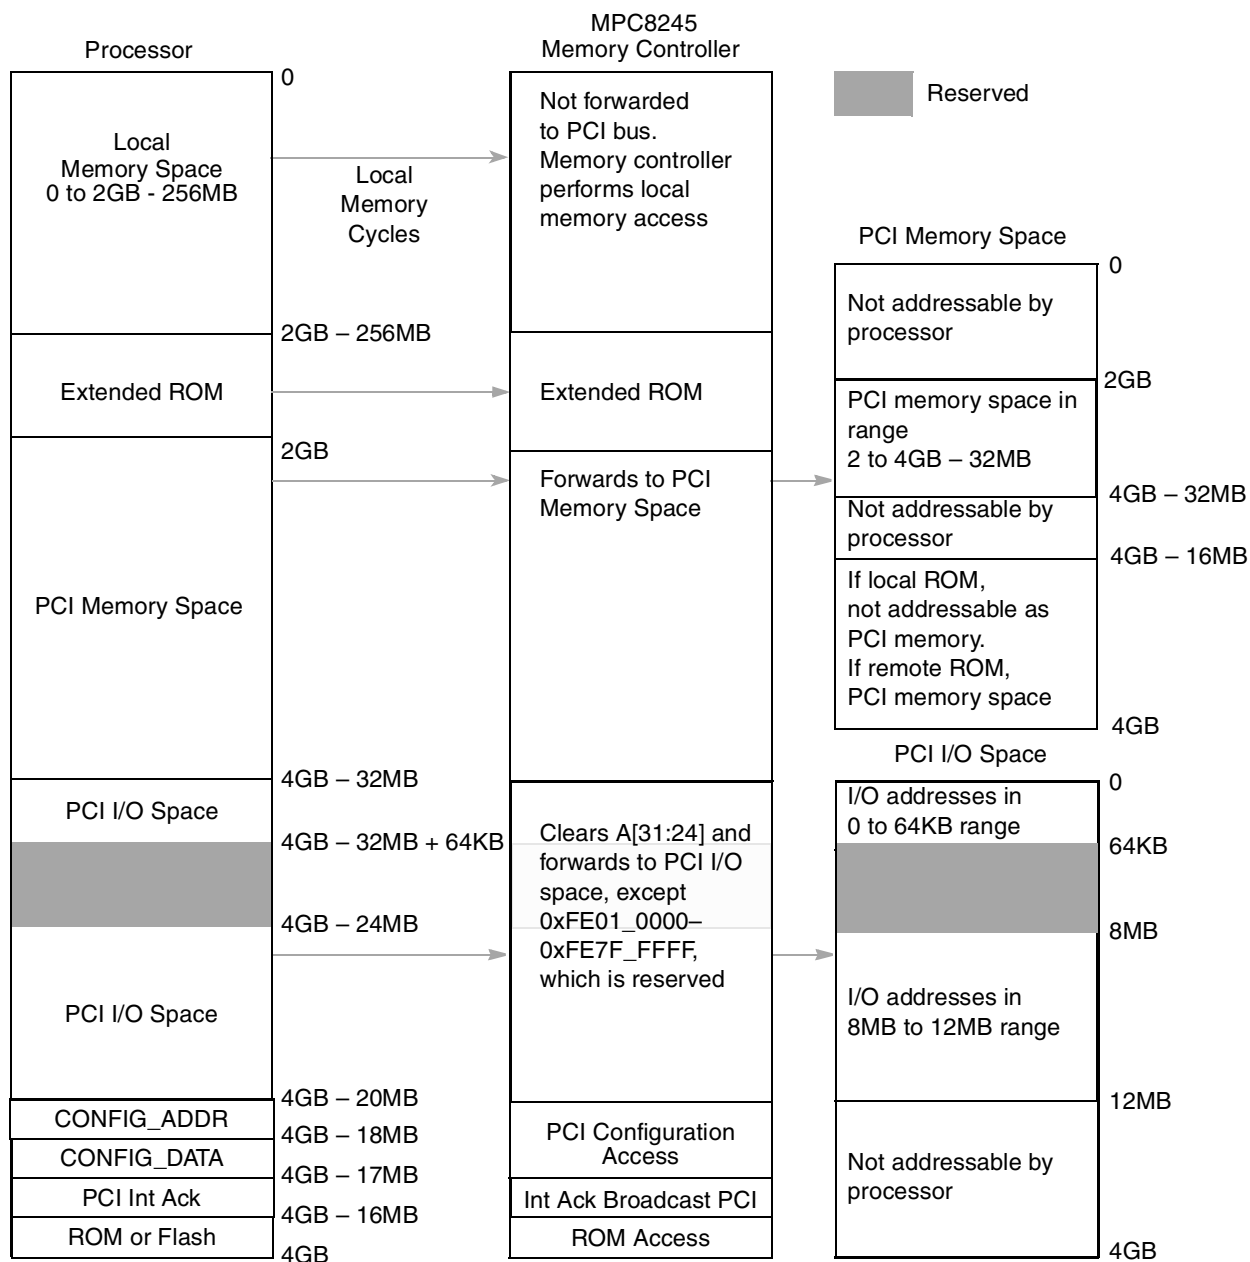 Processor
0
Local
Memory Space
0 to 2GB - 256MB
Local
Memory
Cycles
2GB – 256MB
Extended ROM
2GB
PCI Memory Space
4GB – 32MB
PCI I/O Space
4GB – 32MB + 64KB
4GB – 24MB
PCI I/O Space
4GB – 20MB
CONFIG_ADDR
4GB – 18MB
CONFIG_DATA
4GB – 17MB
PCI Int Ack
4GB – 16MB
ROM or Flash
4GB
MPC8245
Memory Controller
Not forwarded
to PCI bus.
Memory controller
performs local
memory access
Extended ROM
Forwards to PCI
Memory Space
Clears A[31:24] and
forwards to PCI I/O
space, except
0xFE01_0000–
0xFE7F_FFFF,
which is reserved
PCI Configuration
Access
Int Ack Broadcast PCI
ROM Access
Reserved
PCI Memory Space
0
Not addressable by
processor
2GB
PCI memory space in
range
2 to 4GB – 32MB
4GB – 32MB
Not addressable by
processor
4GB – 16MB
If local ROM,
not addressable as
PCI memory.
If remote ROM,
PCI memory space
4GB
PCI I/O Space
0
I/O addresses in
0 to 64KB range
64KB
8MB
I/O addresses in
8MB to 12MB range
12MB
Not addressable by
processor
4GB